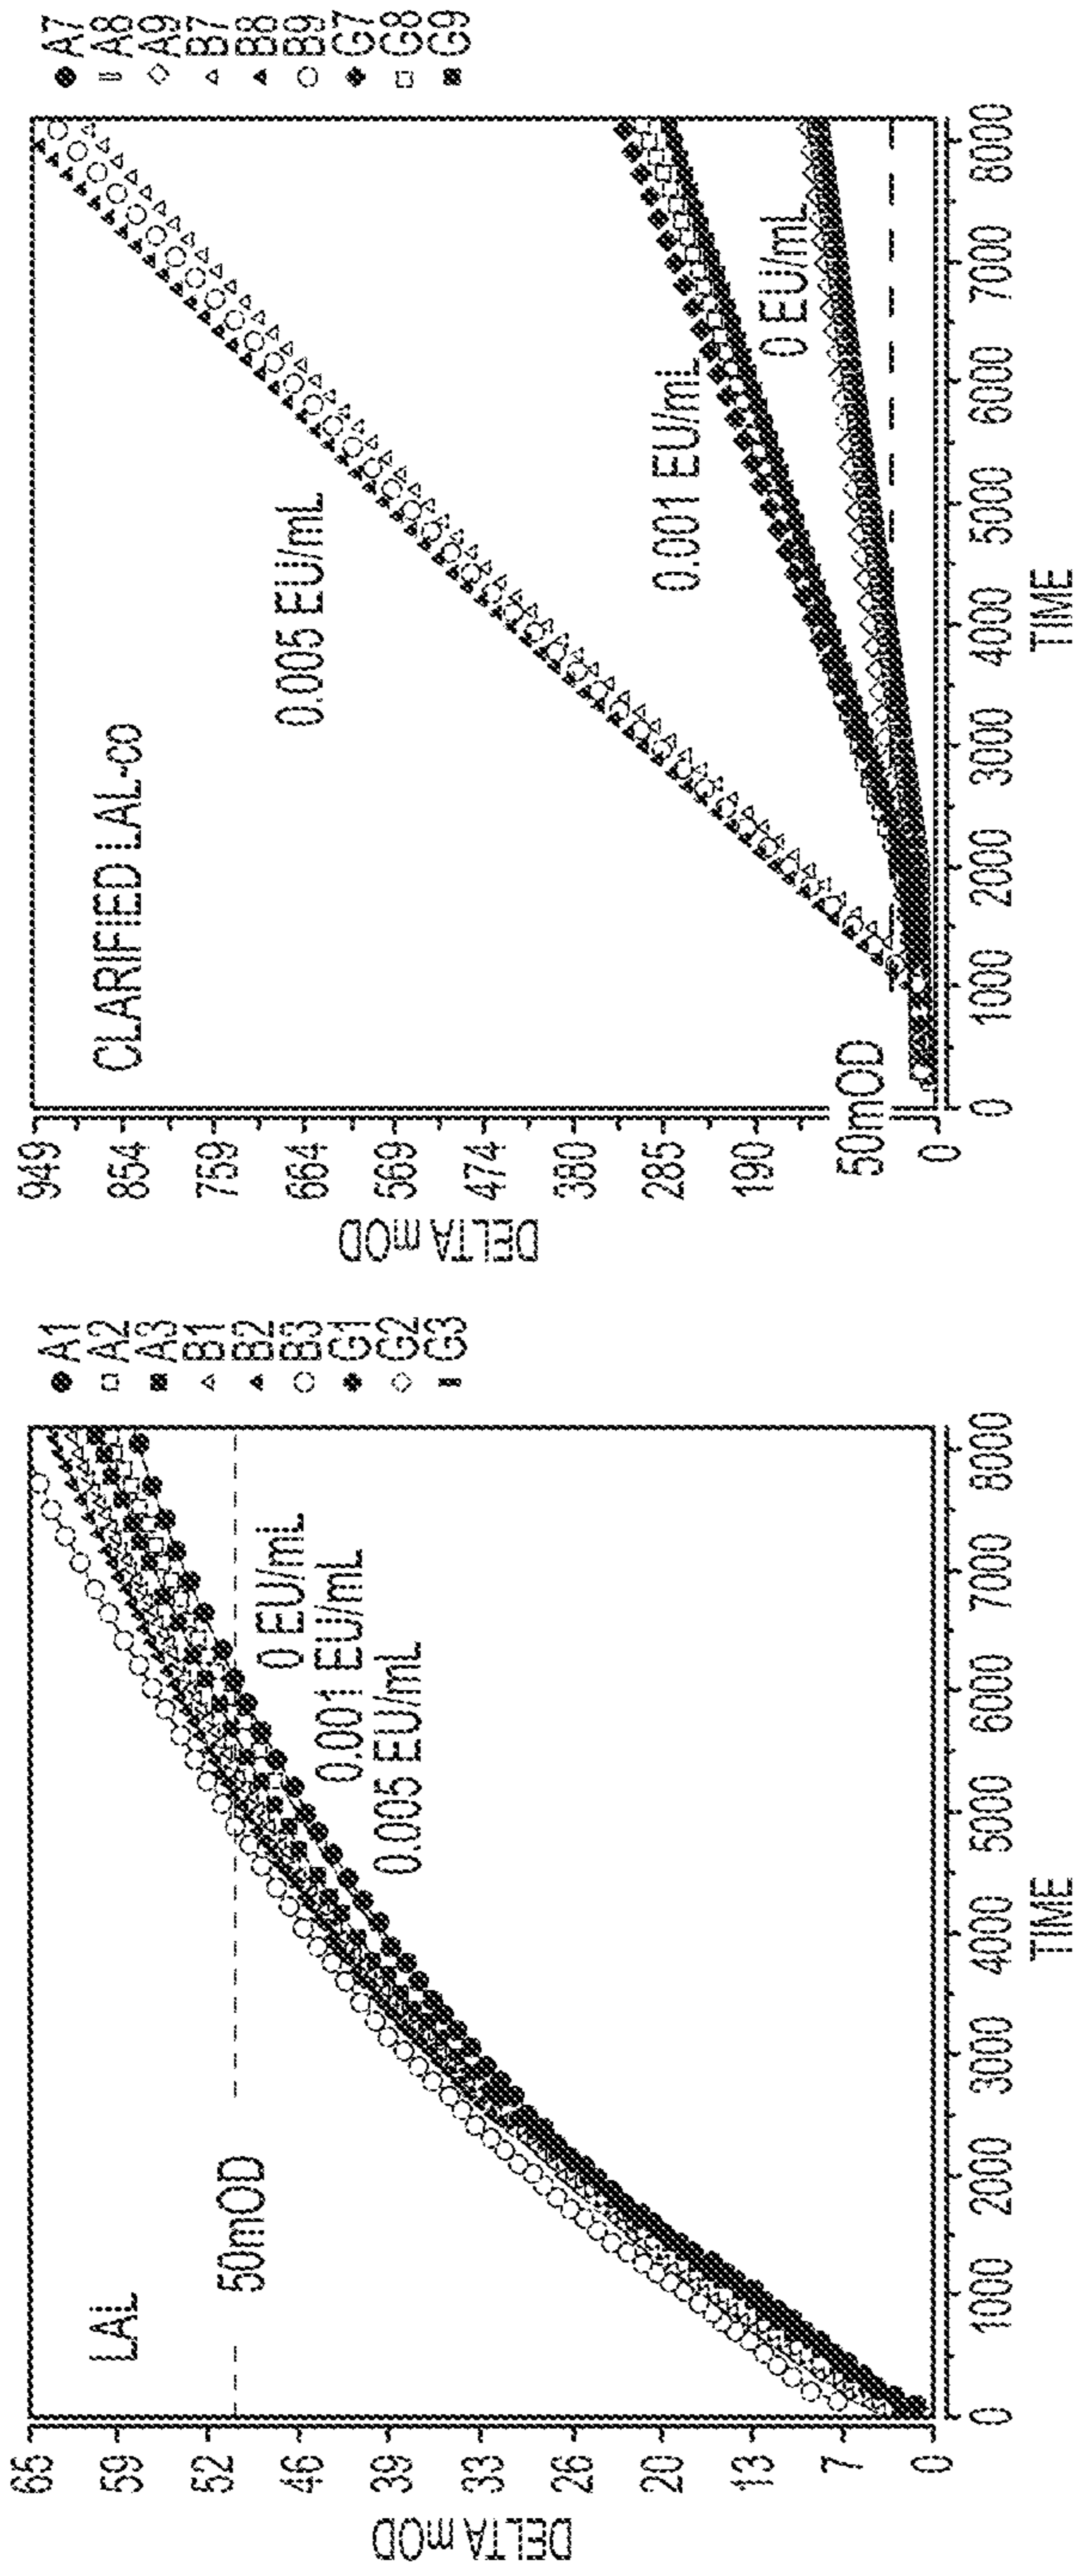 LAL
DELTA mOD
65
59
52
46
39
33
26
20
13
7
0
50mOD
0 EU/mL
0.001 EU/mL
0.005 EU/mL
0
1000
2000
3000
4000
5000
6000
7000
8000
TIME
A1
A2
A3
B1
B2
B3
G1
G2
G3
CLARIFIED LAL-co
DELTA mOD
949
854
759
664
569
474
380
285
190
50mOD
0
0.005 EU/mL
0.001 EU/mL
0 EU/mL
0
1000
2000
3000
4000
5000
6000
7000
8000
TIME
A7
A8
A9
B7
B8
B9
G7
G8
G9